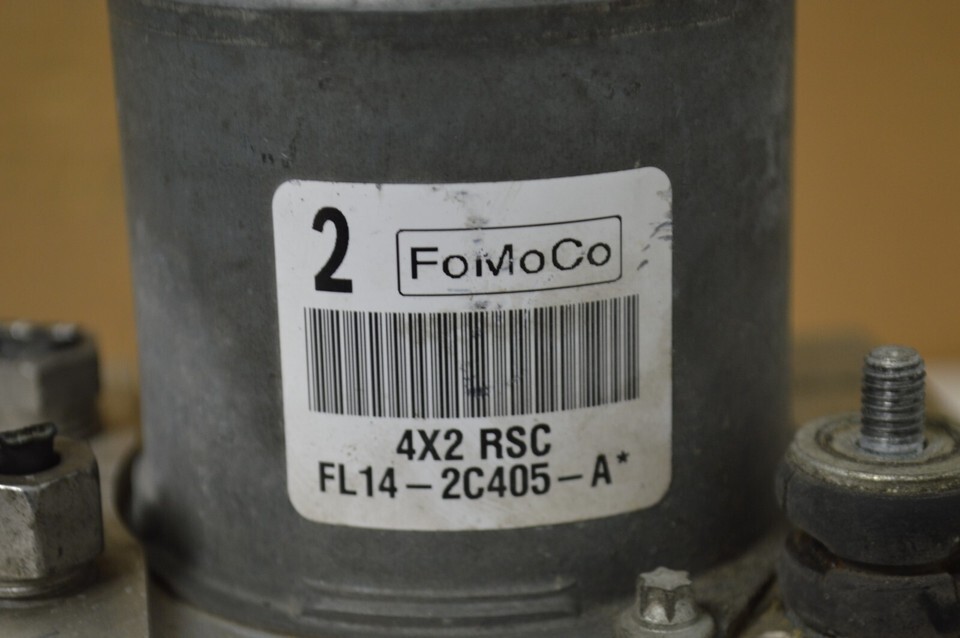 2 FoMoCo
4X2 RSC
FL14-2C405-A*